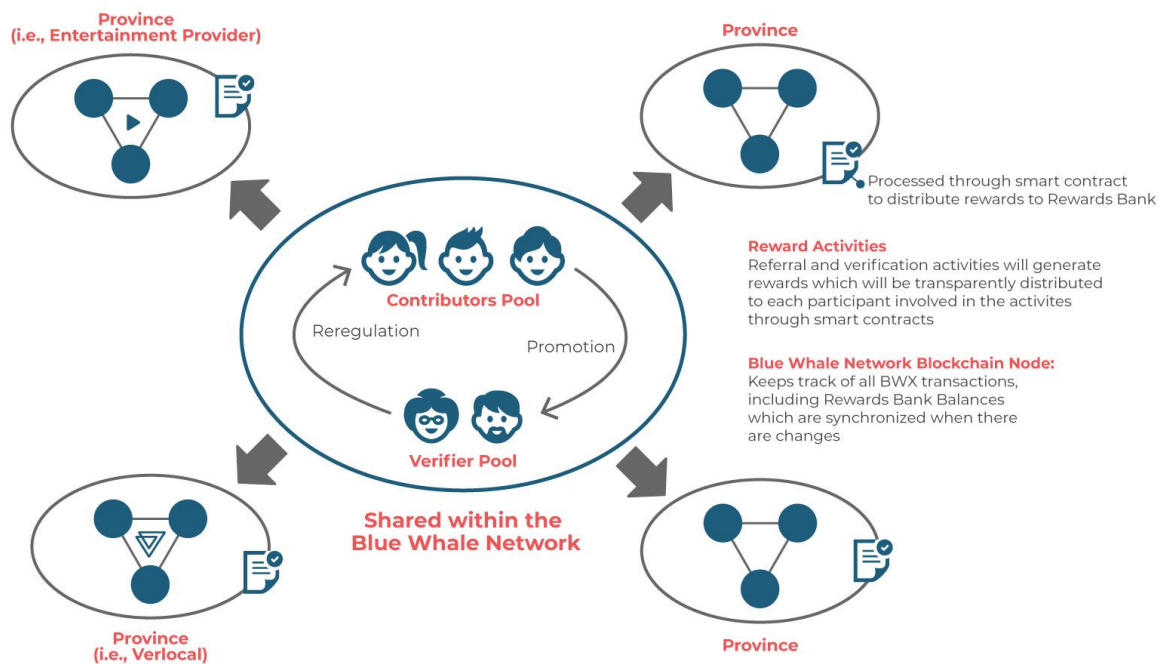 Province
(i.e., Entertainment Provider)
Province
Processed through smart contract
to distribute rewards to Rewards Bank
Reward Activities
Referral and verification activities will generate
rewards which will be transparently distributed
to each participant involved in the activites
through smart contracts
Blue Whale Network Blockchain Node:
Keeps track of all BWX transactions,
including Rewards Bank Balances
which are synchronized when there
are changes
Contributors Pool
Reregulation
Promotion
Verifier Pool
Shared within the
Blue Whale Network
Province
(i.e., Verlocal)
Province